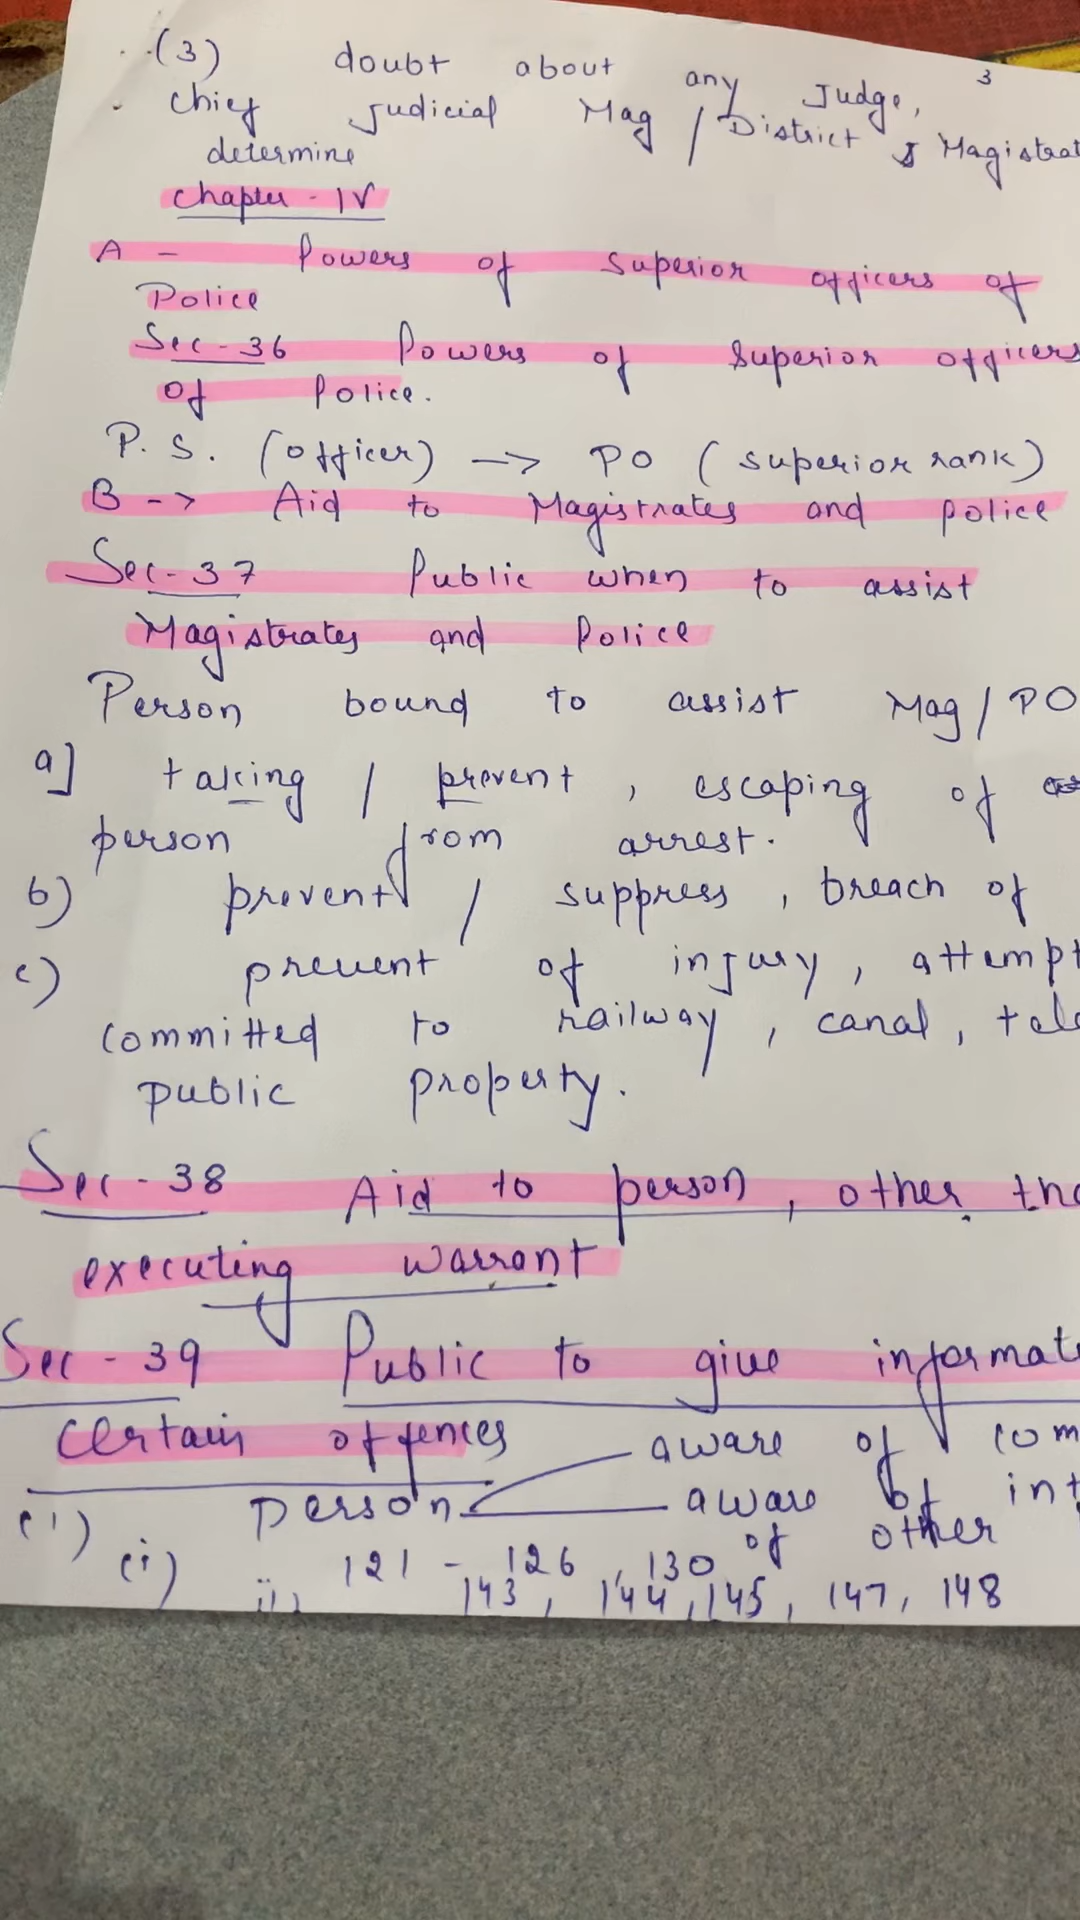 3
(3) doubt about any Judge,
Chief Judicial Mag / District & Magistrat
determine
Chapter - IV
A - Powers of superior officers of
Police
Sec - 36 Powers of superior officers
of Police.
P. S. (officer) -> PO (superior rank)
B -> Aid to Magistrates and police
Sec - 37 Public when to assist
Magistrates and Police
Person bound to assist Mag / PO
a] taking / prevent , escaping of
person from arrest.
b) prevent / suppress , breach of
c) prevent of injury , attempt
committed to railway , canal , tele
public property.
Sec - 38 Aid to person , other tha
executing warrant
Sec - 39 Public to give informati
certain offences
aware of com
(1) person aware of int
of other
(i) 121 - 126 , 130
ii) 143 , 144 , 145 , 147 , 148